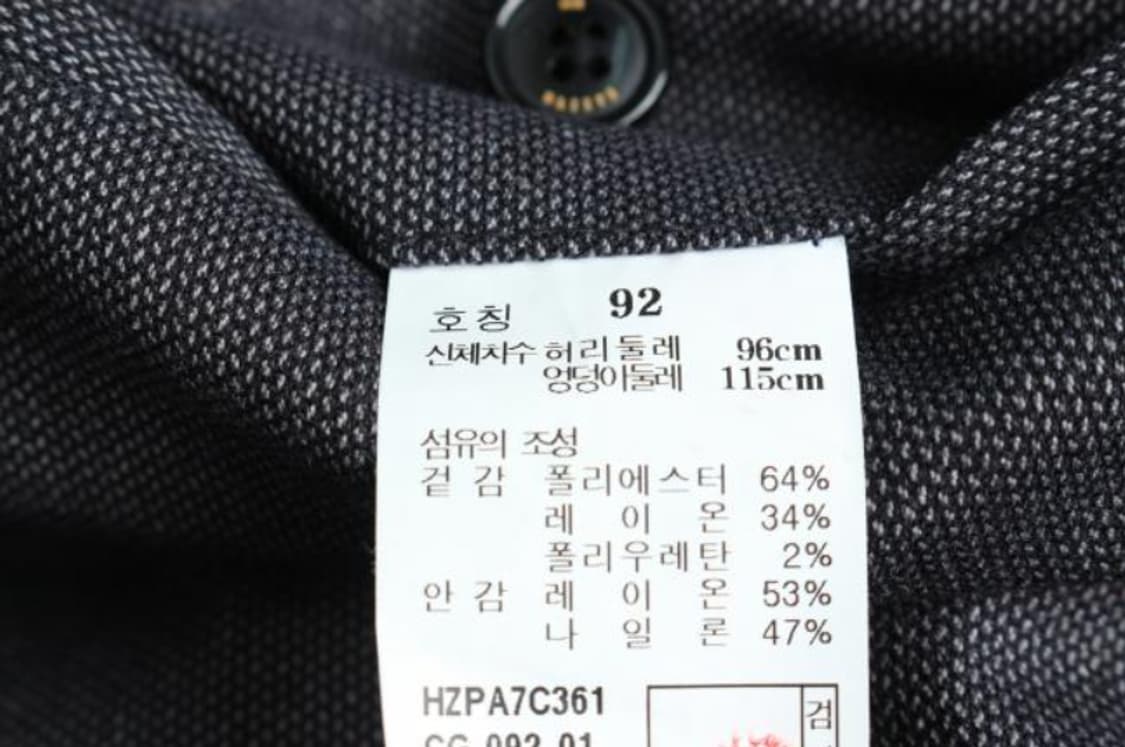 호칭 92
신체치수 허리둘레 96cm
엉덩이둘레 115cm
섬유의 조성
겉감 폴리에스터 64%
레이온 34%
폴리우레탄 2%
안감 레이온 53%
나일론 47%
HZPA7C361
검